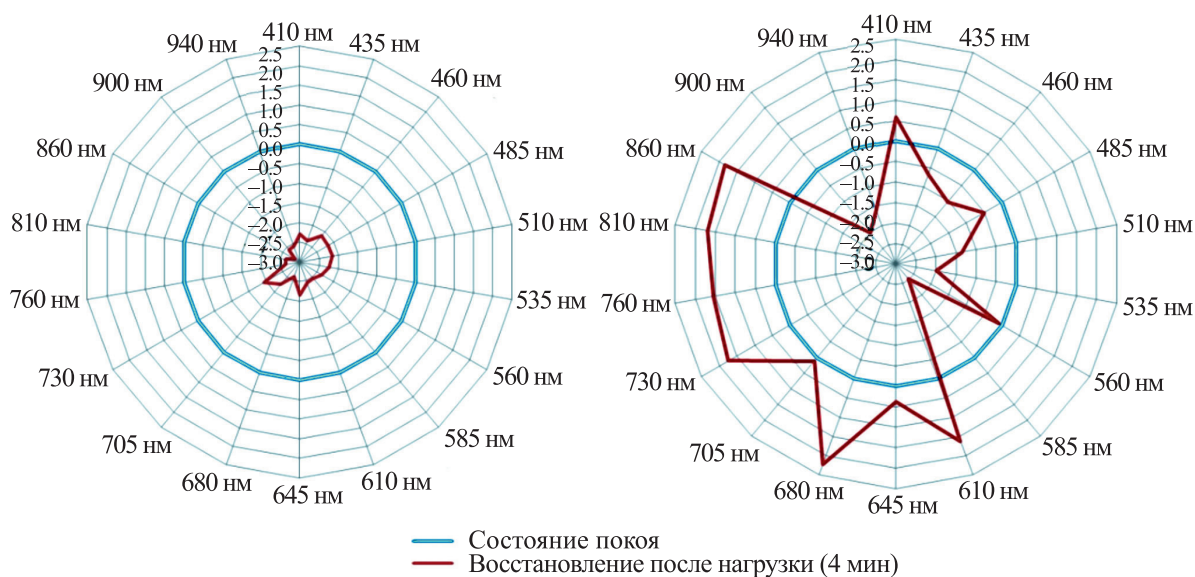 410 нм
435 нм
460 нм
485 нм
510 нм
535 нм
560 нм
585 нм
610 нм
645 нм
680 нм
705 нм
730 нм
760 нм
810 нм
860 нм
900 нм
940 нм
2.5
2.0
1.5
1.0
0.5
0.0
–0.5
–1.0
–1.5
–2.0
–2.5
–3.0
410 нм
435 нм
460 нм
485 нм
510 нм
535 нм
560 нм
585 нм
610 нм
645 нм
680 нм
705 нм
730 нм
760 нм
810 нм
860 нм
900 нм
940 нм
2.5
2.0
1.5
1.0
0.5
0.0
–0.5
–1.0
–1.5
–2.0
–2.5
–3.0
0
Состояние покоя
Восстановление после нагрузки (4 мин)